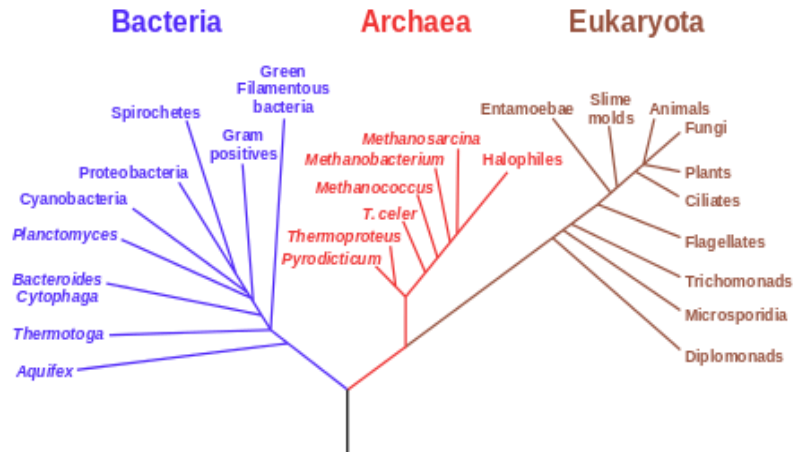 Bacteria
Archaea
Eukaryota
Green
Filamentous
bacteria
Spirochetes
Gram
positives
Proteobacteria
Cyanobacteria
Planctomyces
Bacteroides
Cytophaga
Thermotoga
Aquifex
Methanosarcina
Methanobacterium
Halophiles
Methanococcus
T. celer
Thermoproteus
Pyrodicticum
Entamoebae
Slime
molds
Animals
Fungi
Plants
Ciliates
Flagellates
Trichomonads
Microsporidia
Diplomonads